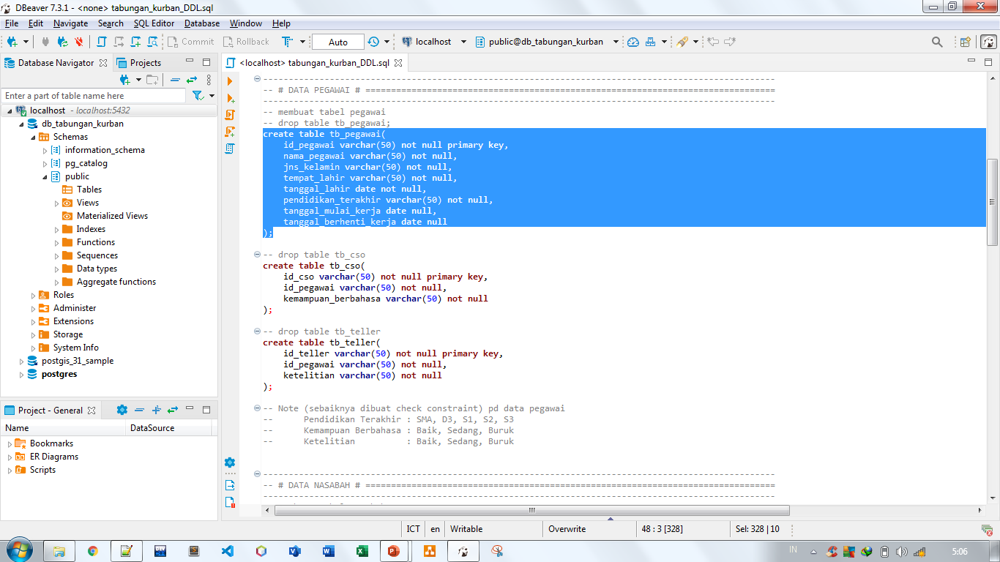 DBeaver 7.3.1 - <none> tabungan_kurban_DDL.sql
File Edit Navigate Search SQL Editor Database Window Help
Commit Rollback Auto localhost public@db_tabungan_kurban
Database Navigator Projects
Enter a part of table name here
localhost - localhost:5432
db_tabungan_kurban
Schemas
information_schema
pg_catalog
public
Tables
Views
Materialized Views
Indexes
Functions
Sequences
Data types
Aggregate functions
Roles
Administer
Extensions
Storage
System Info
postgis_31_sample
postgres
Project - General
Name DataSource
Bookmarks
ER Diagrams
Scripts
<localhost> tabungan_kurban_DDL.sql
----------------------------------------------------------------------------------------------------
-- # DATA PEGAWAI # ================================================================================
----------------------------------------------------------------------------------------------------
-- membuat tabel pegawai
-- drop table tb_pegawai;
create table tb_pegawai(
id_pegawai varchar(50) not null primary key,
nama_pegawai varchar(50) not null,
jns_kelamin varchar(50) not null,
tempat_lahir varchar(50) not null,
tanggal_lahir date not null,
pendidikan_terakhir varchar(50) not null,
tanggal_mulai_kerja date null,
tanggal_berhenti_kerja date null
);
-- drop table tb_cso
create table tb_cso(
id_cso varchar(50) not null primary key,
id_pegawai varchar(50) not null,
kemampuan_berbahasa varchar(50) not null
);
-- drop table tb_teller
create table tb_teller(
id_teller varchar(50) not null primary key,
id_pegawai varchar(50) not null,
ketelitian varchar(50) not null
);
-- Note (sebaiknya dibuat check constraint) pd data pegawai
-- Pendidikan Terakhir : SMA, D3, S1, S2, S3
-- Kemampuan Berbahasa : Baik, Sedang, Buruk
-- Ketelitian : Baik, Sedang, Buruk
----------------------------------------------------------------------------------------------------
-- # DATA NASABAH # ================================================================================
----------------------------------------------------------------------------------------------------
ICT en Writable Overwrite 48 : 3 [328] Sel: 328 | 10
IN 5:06